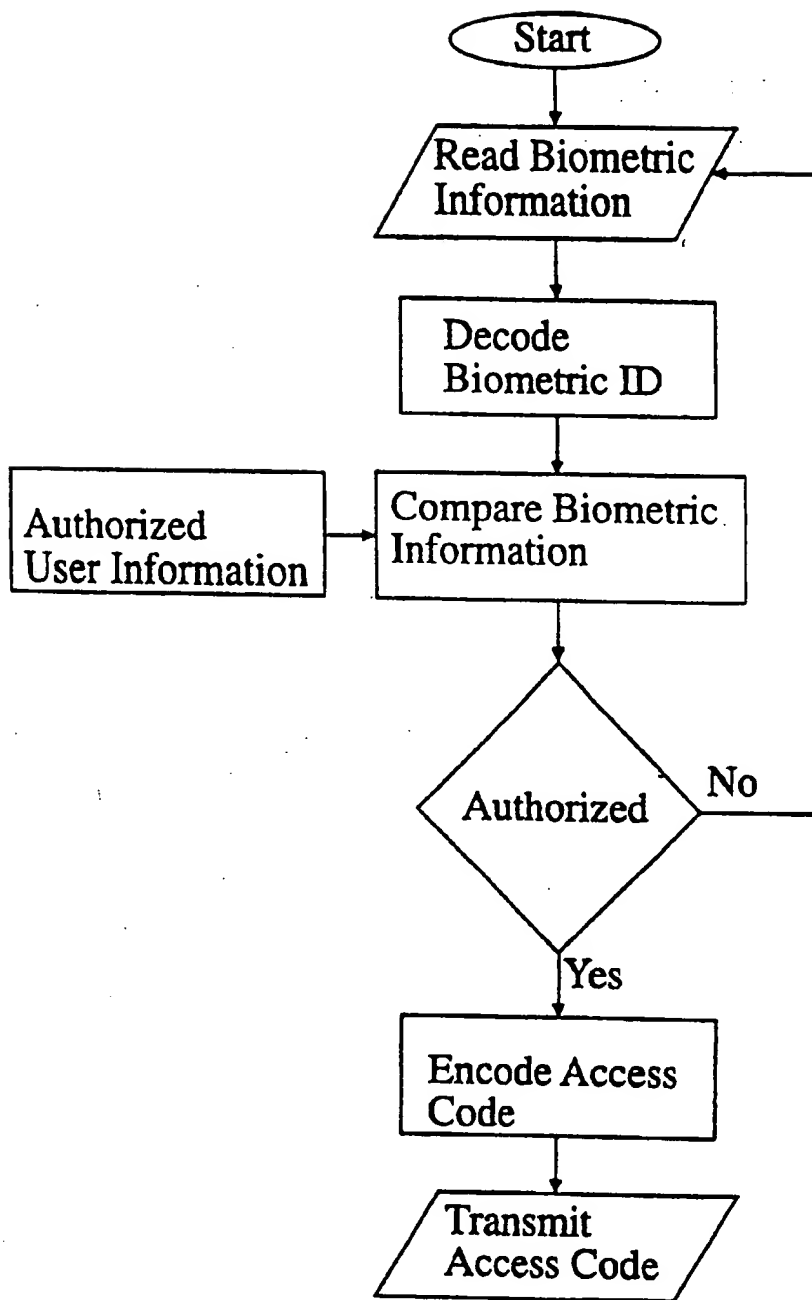 Start
Read Biometric
Information
Decode
Biometric ID
Authorized
User Information
Compare Biometric
Information
Authorized
No
Yes
Encode Access
Code
Transmit
Access Code